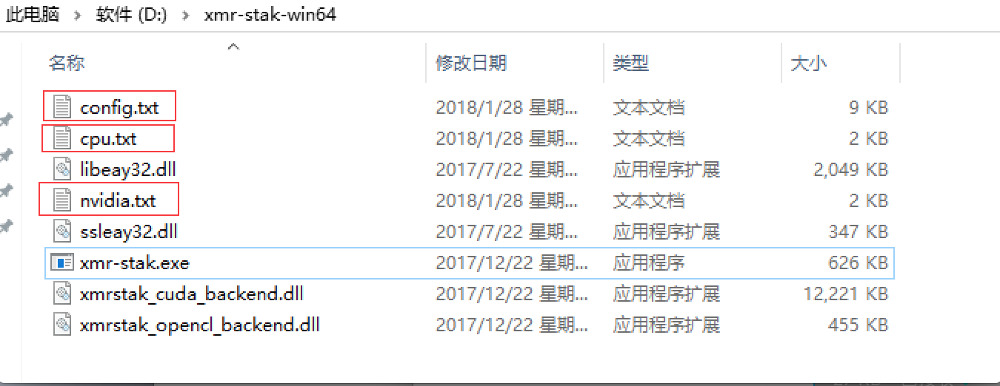 此电脑 › 软件 (D:) › xmr-stak-win64
名称 修改日期 类型 大小
config.txt 2018/1/28 星期... 文本文档 9 KB
cpu.txt 2018/1/28 星期... 文本文档 2 KB
libeay32.dll 2017/7/22 星期... 应用程序扩展 2,049 KB
nvidia.txt 2018/1/28 星期... 文本文档 2 KB
ssleay32.dll 2017/7/22 星期... 应用程序扩展 347 KB
xmr-stak.exe 2017/12/22 星期... 应用程序 626 KB
xmrstak_cuda_backend.dll 2017/12/22 星期... 应用程序扩展 12,221 KB
xmrstak_opencl_backend.dll 2017/12/22 星期... 应用程序扩展 455 KB